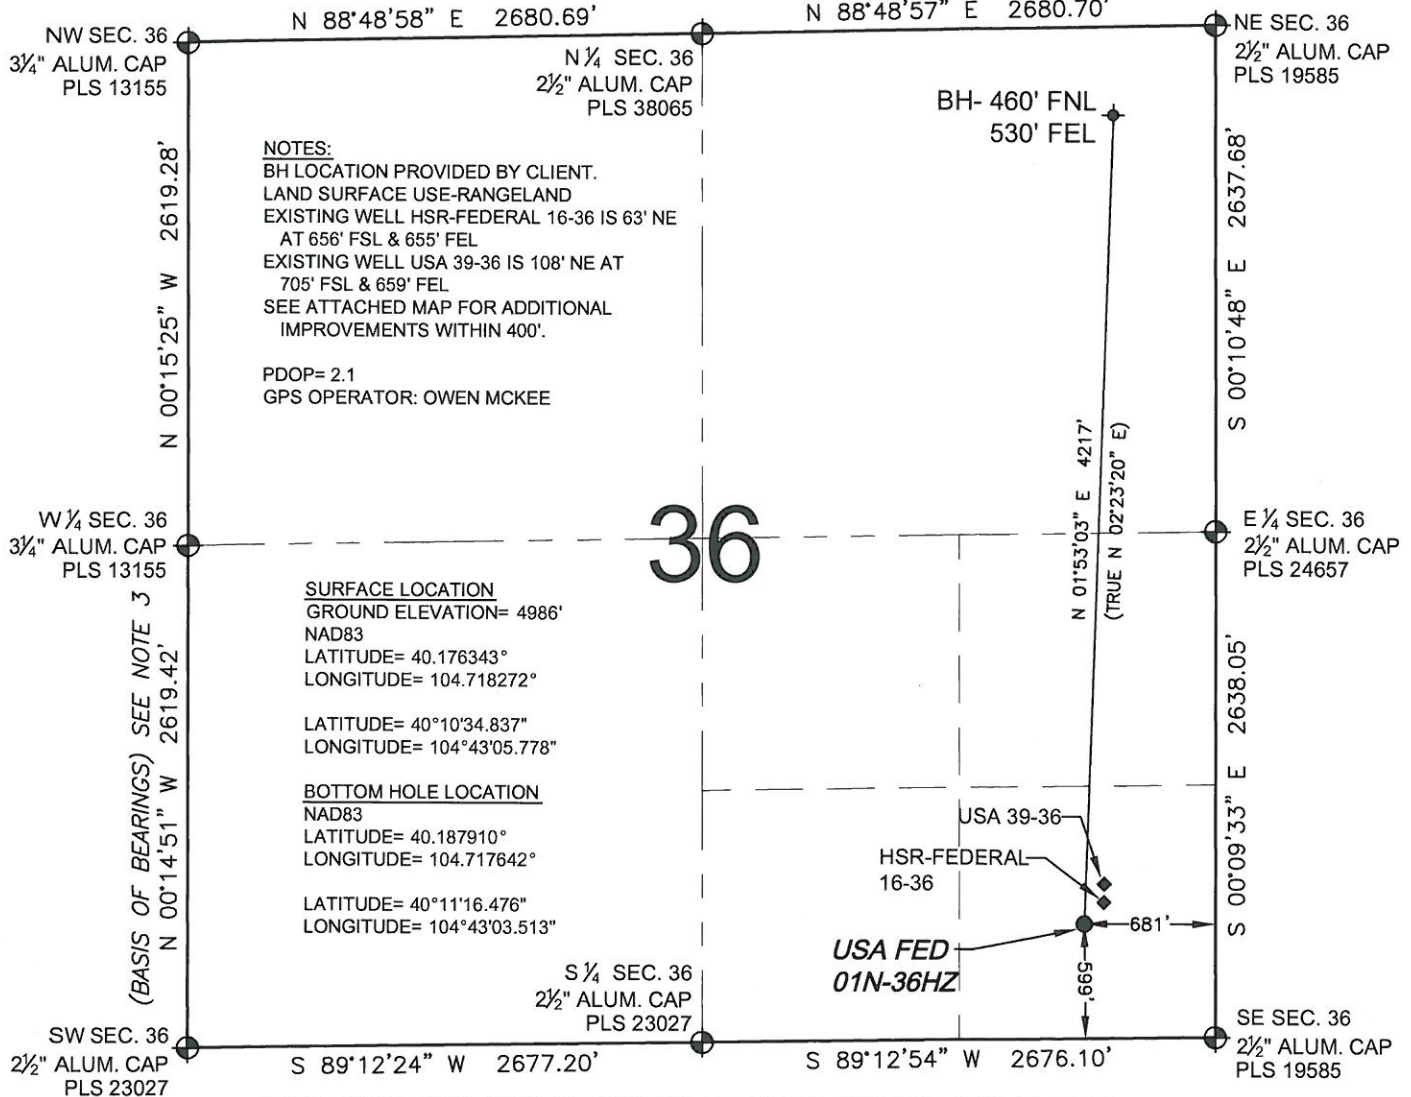 N 88°48'58" E 2680.69'
N 88°48'57" E 2680.70'
NW SEC. 36
3¼" ALUM. CAP
PLS 13155
N ¼ SEC. 36
2½" ALUM. CAP
PLS 38065
NE SEC. 36
2½" ALUM. CAP
PLS 19585
BH- 460' FNL
530' FEL
NOTES:
BH LOCATION PROVIDED BY CLIENT.
LAND SURFACE USE-RANGELAND
EXISTING WELL HSR-FEDERAL 16-36 IS 63' NE
AT 656' FSL & 655' FEL
EXISTING WELL USA 39-36 IS 108' NE AT
705' FSL & 659' FEL
SEE ATTACHED MAP FOR ADDITIONAL
IMPROVEMENTS WITHIN 400'.
PDOP= 2.1
GPS OPERATOR: OWEN MCKEE
N 00°15'25" W 2619.28'
S 00°10'48" E 2637.68'
N 01°53'03" E 4217'
(TRUE N 02°23'20" E)
W ¼ SEC. 36
3¼" ALUM. CAP
PLS 13155
36
E ¼ SEC. 36
2½" ALUM. CAP
PLS 24657
(BASIS OF BEARINGS) SEE NOTE 3
N 00°14'51" W 2619.42'
SURFACE LOCATION
GROUND ELEVATION= 4986'
NAD83
LATITUDE= 40.176343°
LONGITUDE= 104.718272°
LATITUDE= 40°10'34.837"
LONGITUDE= 104°43'05.778"
BOTTOM HOLE LOCATION
NAD83
LATITUDE= 40.187910°
LONGITUDE= 104.717642°
LATITUDE= 40°11'16.476"
LONGITUDE= 104°43'03.513"
S 00°09'33" E 2638.05'
USA 39-36
HSR-FEDERAL
16-36
681'
USA FED
01N-36HZ
599'
S ¼ SEC. 36
2½" ALUM. CAP
PLS 23027
SW SEC. 36
2½" ALUM. CAP
PLS 23027
SE SEC. 36
2½" ALUM. CAP
PLS 19585
S 89°12'24" W 2677.20'
S 89°12'54" W 2676.10'